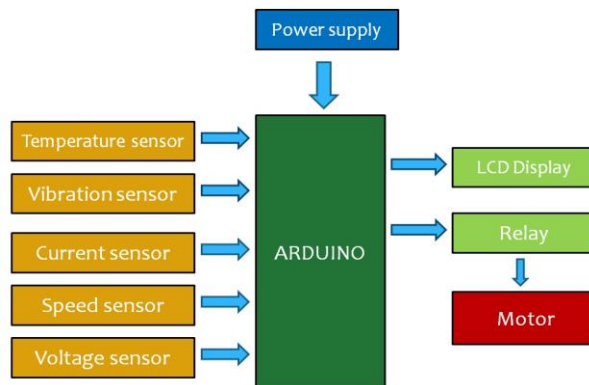 Power supply
Temperature sensor
Vibration sensor
Current sensor
Speed sensor
Voltage sensor
ARDUINO
LCD Display
Relay
Motor